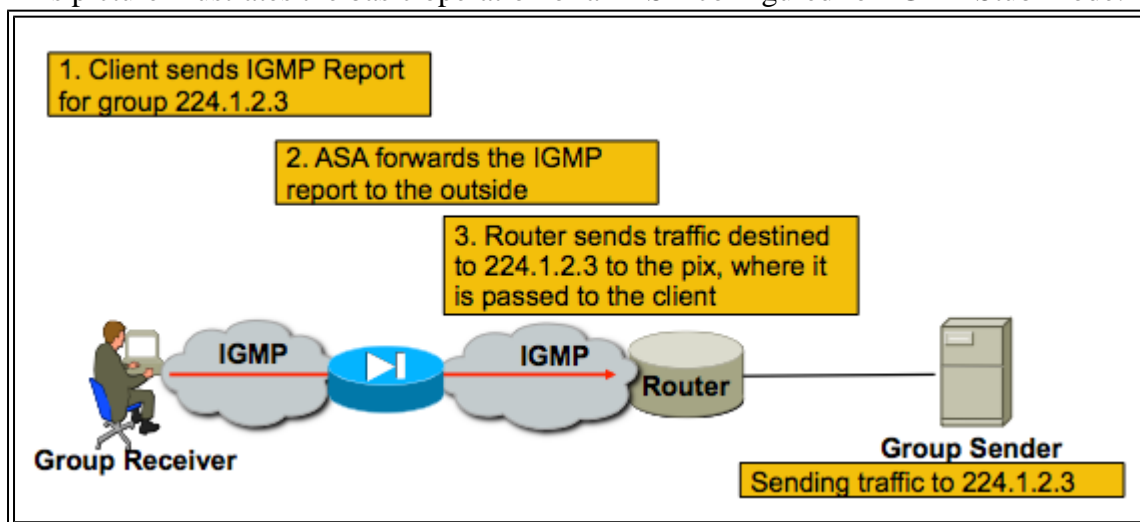 1. Client sends IGMP Report
for group 224.1.2.3
2. ASA forwards the IGMP
report to the outside
3. Router sends traffic destined
to 224.1.2.3 to the pix, where it
is passed to the client
IGMP
IGMP
Router
Group Receiver
Group Sender
Sending traffic to 224.1.2.3